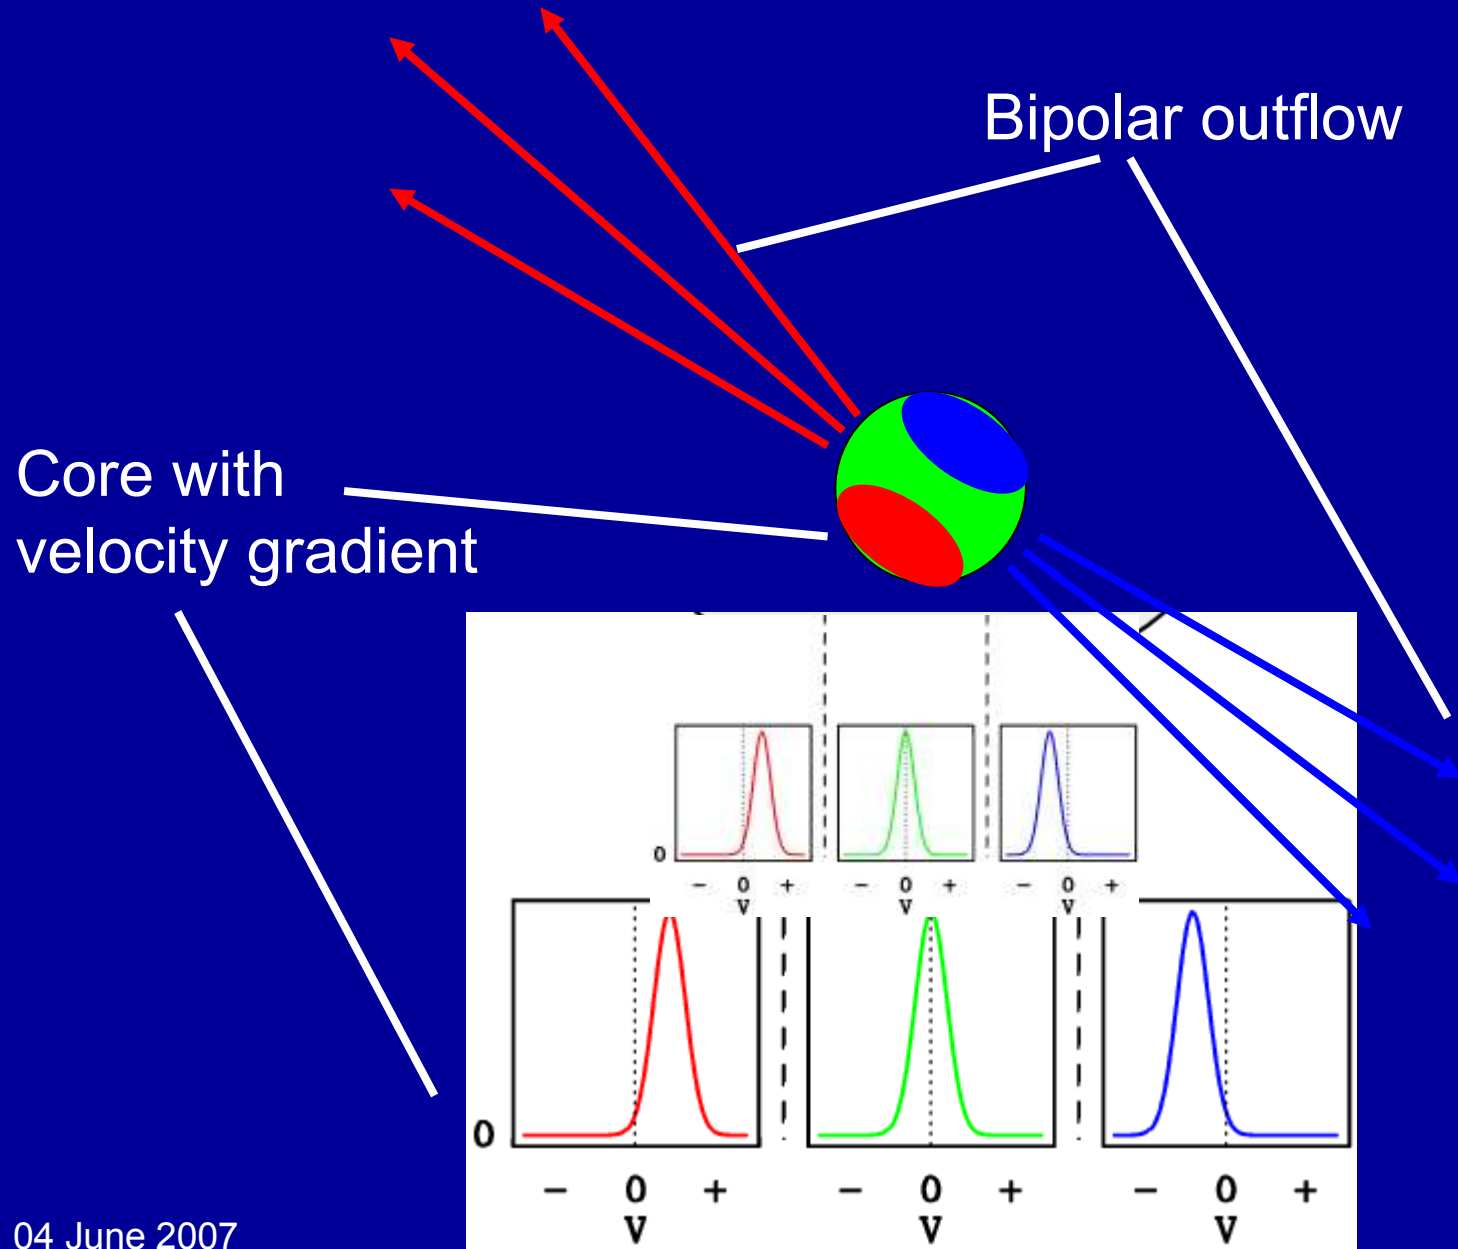 Bipolar outflow
Core with
velocity gradient
0
- 0 + - 0 + - 0 +
V V V
0
- 0 + - 0 + - 0 +
V V V
04 June 2007